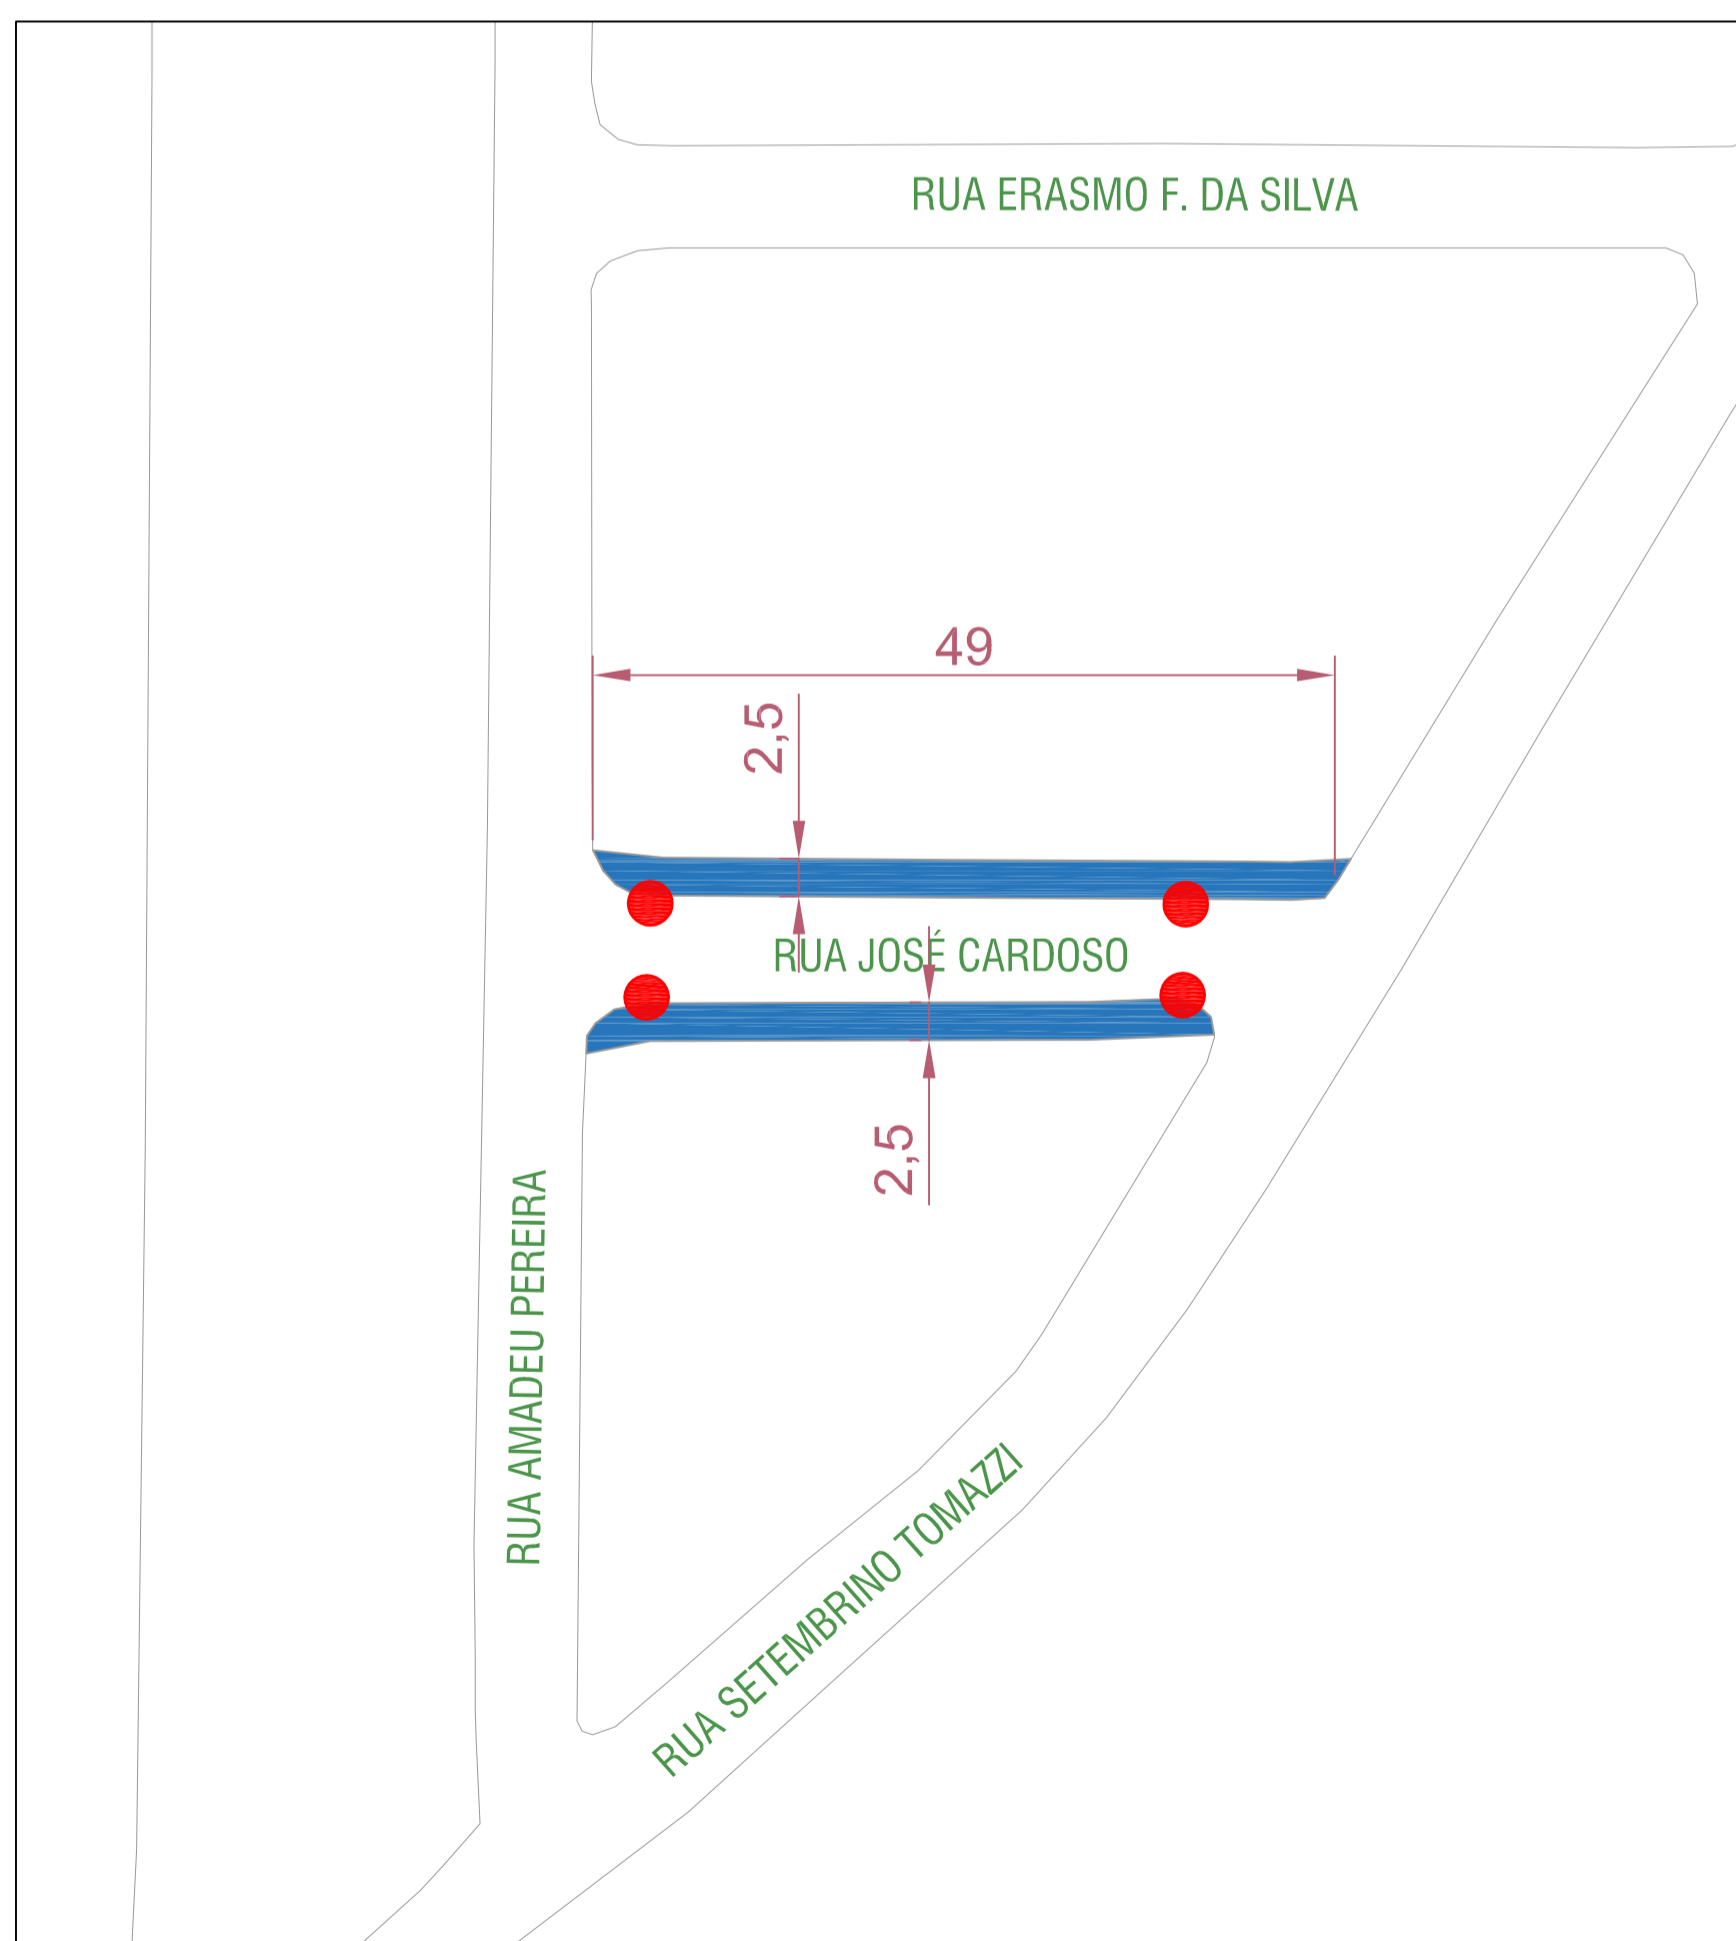 RUA ERASMO F. DA SILVA
49
2,5
RUA JOSÉ CARDOSO
2,5
RUA AMADEU PEREIRA
RUA SETEMBRINO TOMAZZI